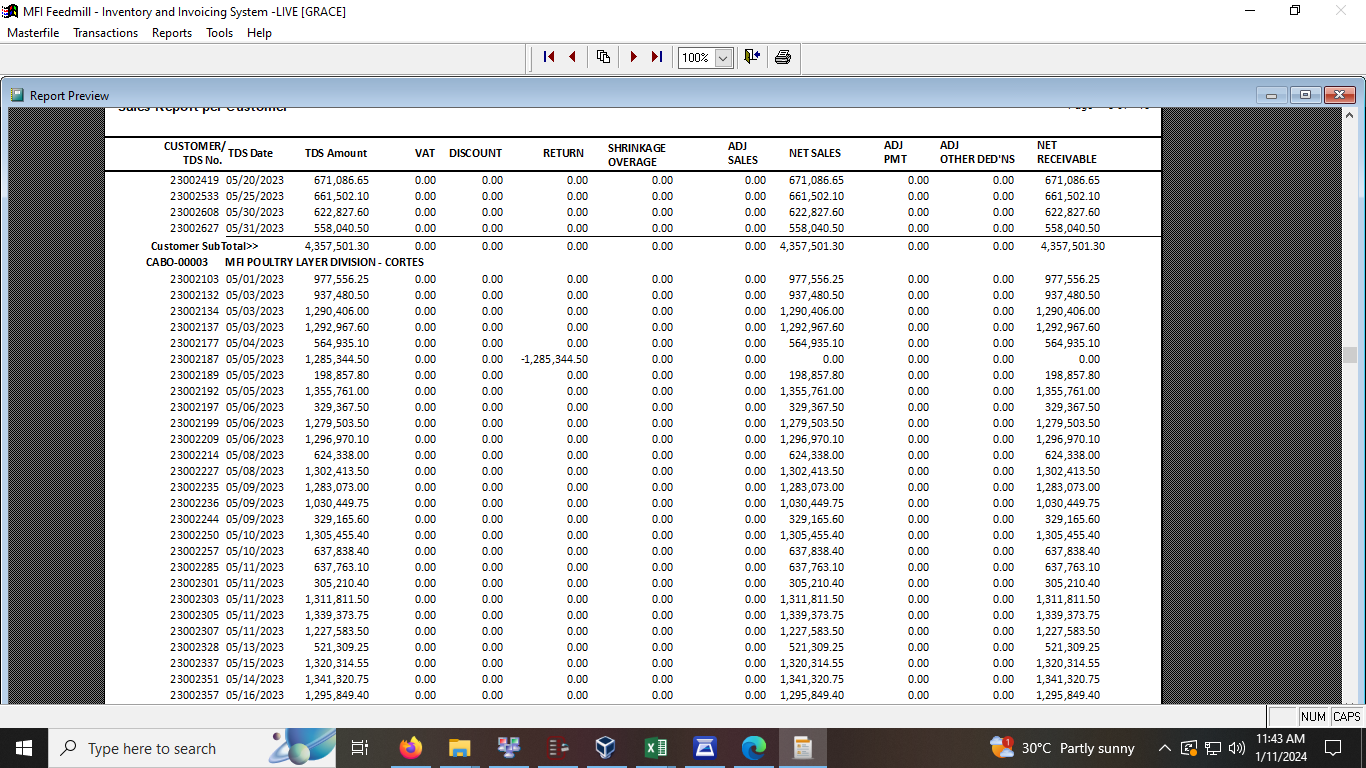 MFI Feedmill - Inventory and Invoicing System -LIVE [GRACE]
Masterfile Transactions Reports Tools Help
100%
Report Preview
Sales Report per Customer
CUSTOMER/ TDS No. TDS Date TDS Amount VAT DISCOUNT RETURN SHRINKAGE OVERAGE ADJ SALES NET SALES ADJ PMT ADJ OTHER DED'NS NET RECEIVABLE
23002419 05/20/2023 671,086.65 0.00 0.00 0.00 0.00 0.00 671,086.65 0.00 0.00 671,086.65
23002533 05/25/2023 661,502.10 0.00 0.00 0.00 0.00 0.00 661,502.10 0.00 0.00 661,502.10
23002608 05/30/2023 622,827.60 0.00 0.00 0.00 0.00 0.00 622,827.60 0.00 0.00 622,827.60
23002627 05/31/2023 558,040.50 0.00 0.00 0.00 0.00 0.00 558,040.50 0.00 0.00 558,040.50
Customer SubTotal>> 4,357,501.30 0.00 0.00 0.00 0.00 0.00 4,357,501.30 0.00 0.00 4,357,501.30
CABO-00003 MFI POULTRY LAYER DIVISION - CORTES
23002103 05/01/2023 977,556.25 0.00 0.00 0.00 0.00 0.00 977,556.25 0.00 0.00 977,556.25
23002132 05/03/2023 937,480.50 0.00 0.00 0.00 0.00 0.00 937,480.50 0.00 0.00 937,480.50
23002134 05/03/2023 1,290,406.00 0.00 0.00 0.00 0.00 0.00 1,290,406.00 0.00 0.00 1,290,406.00
23002137 05/03/2023 1,292,967.60 0.00 0.00 0.00 0.00 0.00 1,292,967.60 0.00 0.00 1,292,967.60
23002177 05/04/2023 564,935.10 0.00 0.00 0.00 0.00 0.00 564,935.10 0.00 0.00 564,935.10
23002187 05/05/2023 1,285,344.50 0.00 0.00 -1,285,344.50 0.00 0.00 0.00 0.00 0.00 0.00
23002189 05/05/2023 198,857.80 0.00 0.00 0.00 0.00 0.00 198,857.80 0.00 0.00 198,857.80
23002192 05/05/2023 1,355,761.00 0.00 0.00 0.00 0.00 0.00 1,355,761.00 0.00 0.00 1,355,761.00
23002197 05/06/2023 329,367.50 0.00 0.00 0.00 0.00 0.00 329,367.50 0.00 0.00 329,367.50
23002199 05/06/2023 1,279,503.50 0.00 0.00 0.00 0.00 0.00 1,279,503.50 0.00 0.00 1,279,503.50
23002209 05/06/2023 1,296,970.10 0.00 0.00 0.00 0.00 0.00 1,296,970.10 0.00 0.00 1,296,970.10
23002214 05/08/2023 624,338.00 0.00 0.00 0.00 0.00 0.00 624,338.00 0.00 0.00 624,338.00
23002227 05/08/2023 1,302,413.50 0.00 0.00 0.00 0.00 0.00 1,302,413.50 0.00 0.00 1,302,413.50
23002235 05/09/2023 1,283,073.00 0.00 0.00 0.00 0.00 0.00 1,283,073.00 0.00 0.00 1,283,073.00
23002236 05/09/2023 1,030,449.75 0.00 0.00 0.00 0.00 0.00 1,030,449.75 0.00 0.00 1,030,449.75
23002244 05/09/2023 329,165.60 0.00 0.00 0.00 0.00 0.00 329,165.60 0.00 0.00 329,165.60
23002250 05/10/2023 1,305,455.40 0.00 0.00 0.00 0.00 0.00 1,305,455.40 0.00 0.00 1,305,455.40
23002257 05/10/2023 637,838.40 0.00 0.00 0.00 0.00 0.00 637,838.40 0.00 0.00 637,838.40
23002285 05/11/2023 637,763.10 0.00 0.00 0.00 0.00 0.00 637,763.10 0.00 0.00 637,763.10
23002301 05/11/2023 305,210.40 0.00 0.00 0.00 0.00 0.00 305,210.40 0.00 0.00 305,210.40
23002303 05/11/2023 1,311,811.50 0.00 0.00 0.00 0.00 0.00 1,311,811.50 0.00 0.00 1,311,811.50
23002305 05/11/2023 1,339,373.75 0.00 0.00 0.00 0.00 0.00 1,339,373.75 0.00 0.00 1,339,373.75
23002307 05/11/2023 1,227,583.50 0.00 0.00 0.00 0.00 0.00 1,227,583.50 0.00 0.00 1,227,583.50
23002328 05/13/2023 521,309.25 0.00 0.00 0.00 0.00 0.00 521,309.25 0.00 0.00 521,309.25
23002337 05/15/2023 1,320,314.55 0.00 0.00 0.00 0.00 0.00 1,320,314.55 0.00 0.00 1,320,314.55
23002351 05/14/2023 1,341,320.75 0.00 0.00 0.00 0.00 0.00 1,341,320.75 0.00 0.00 1,341,320.75
23002357 05/16/2023 1,295,849.40 0.00 0.00 0.00 0.00 0.00 1,295,849.40 0.00 0.00 1,295,849.40
NUM CAPS
Type here to search
1
30°C Partly sunny
11:43 AM
1/11/2024